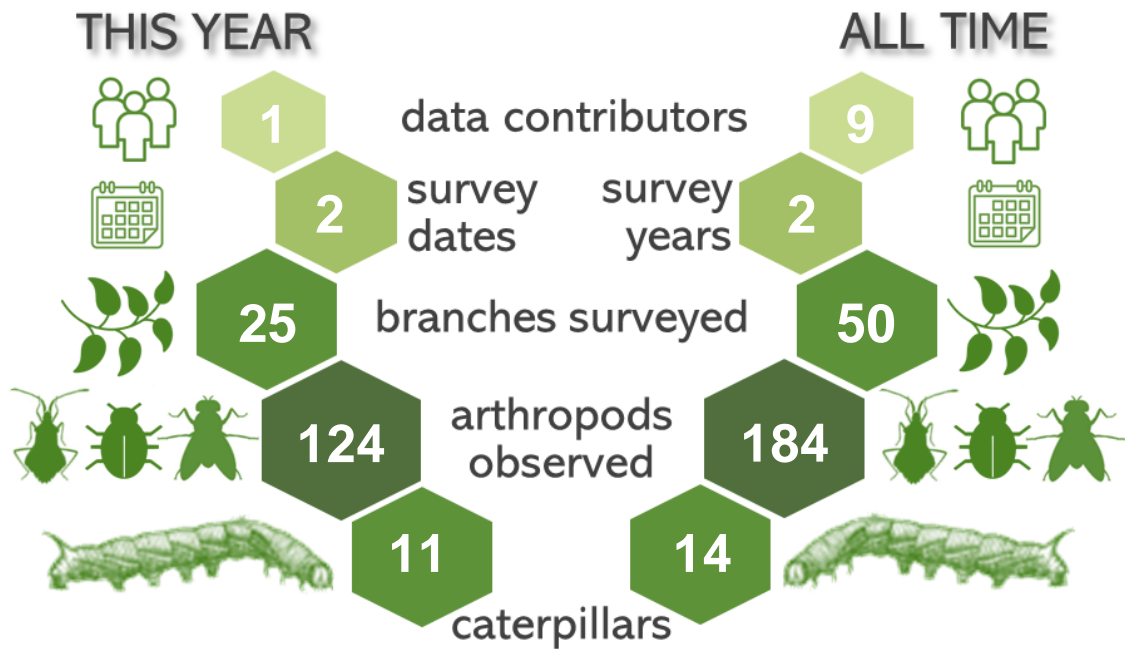 THIS YEAR
ALL TIME
1
data contributors
9
2
survey
dates
survey
years
2
25
branches surveyed
50
124
arthropods
observed
184
11
14
caterpillars